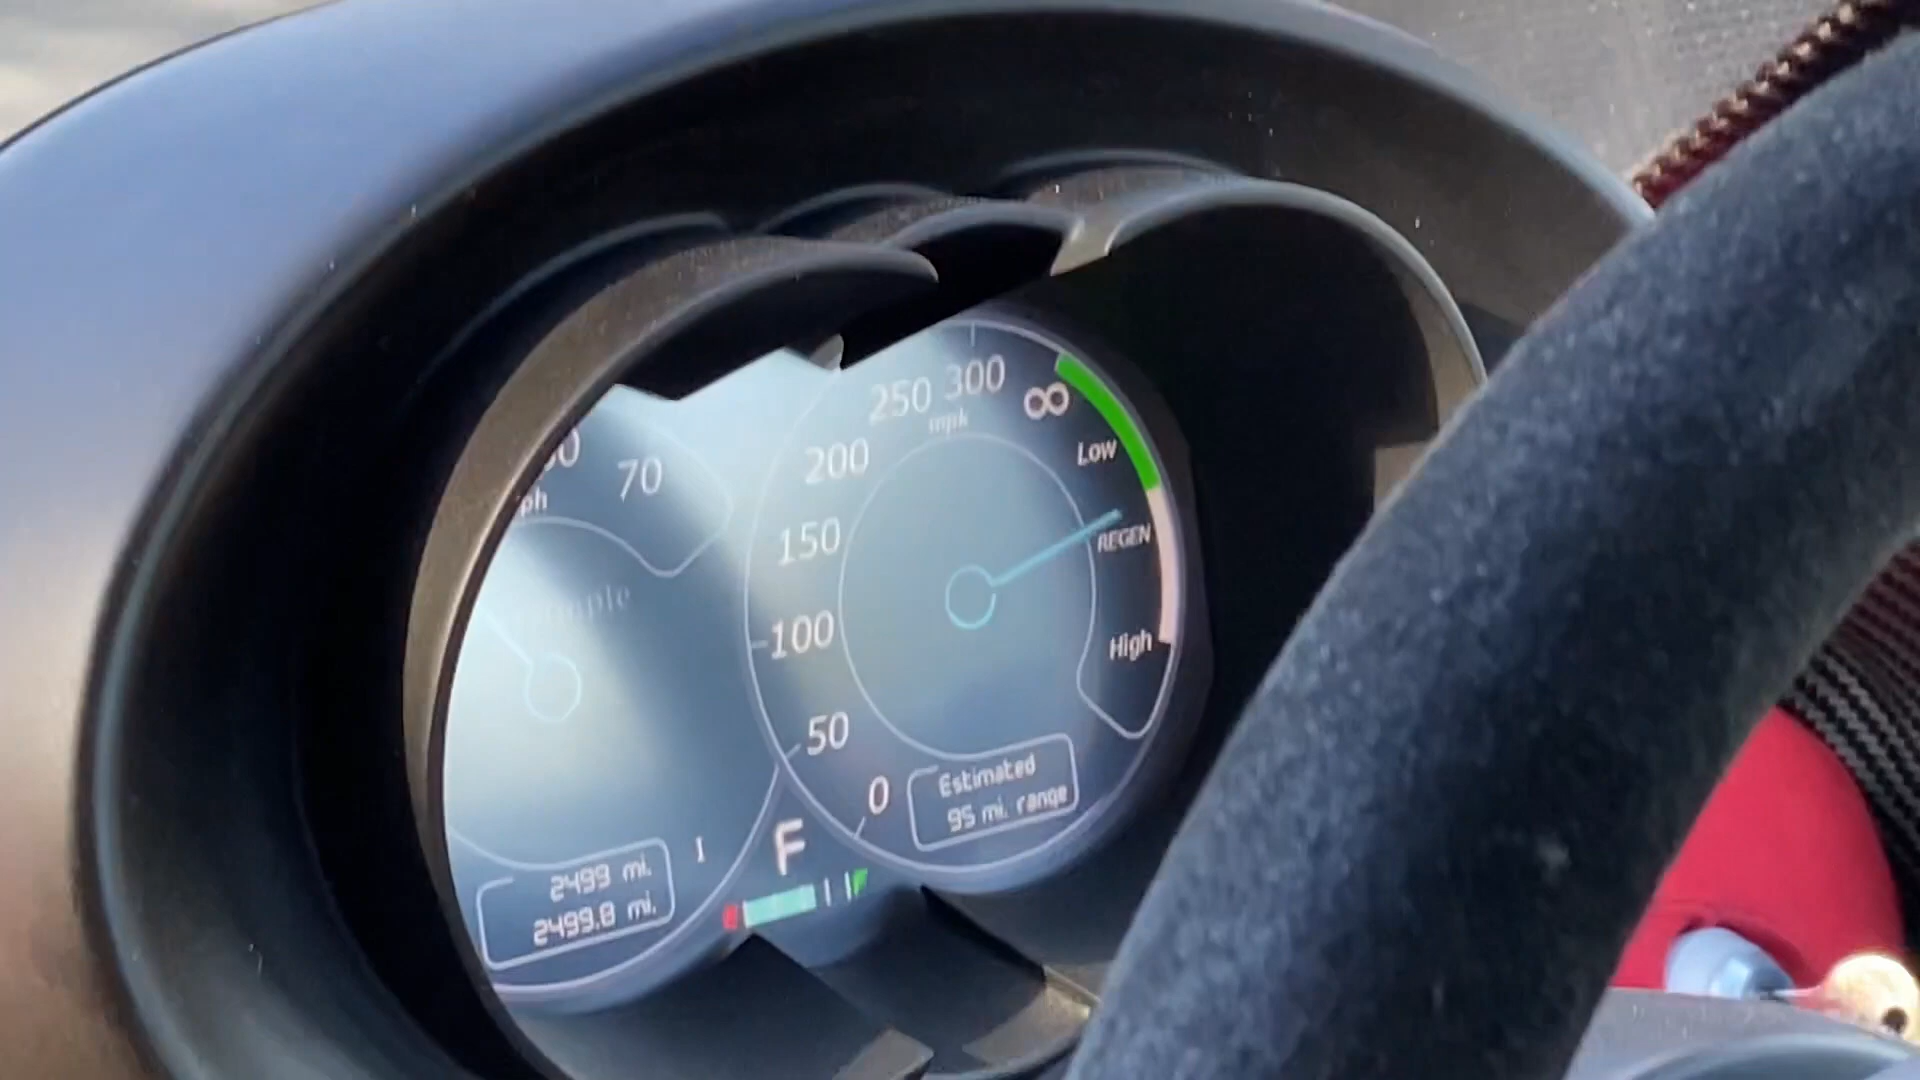 70
250 300
mpk
∞
200
Low
150
REGEN
100
High
50
0
Estimated
95 mi. range
2499 mi.
2499.8 mi.
1
F